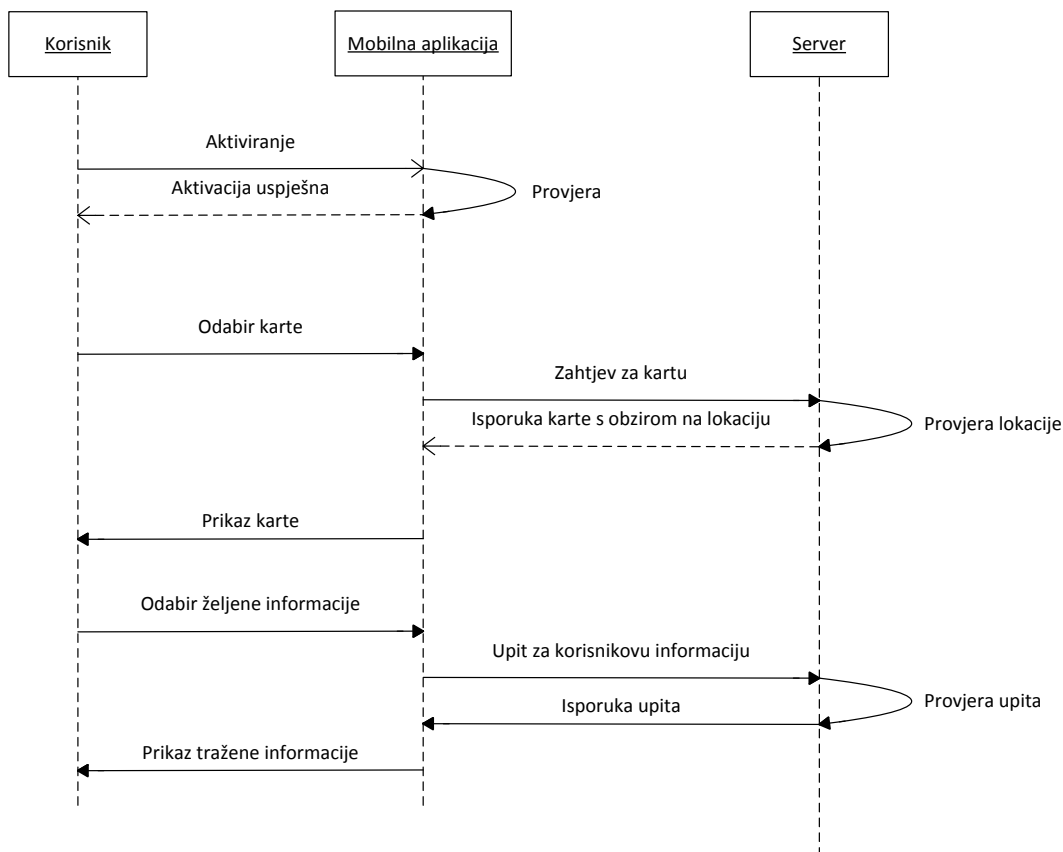 Korisnik
Mobilna aplikacija
Server
Aktiviranje
Aktivacija uspješna
Provjera
Odabir karte
Zahtjev za kartu
Isporuka karte s obzirom na lokaciju
Provjera lokacije
Prikaz karte
Odabir željene informacije
Upit za korisnikovu informaciju
Isporuka upita
Provjera upita
Prikaz tražene informacije